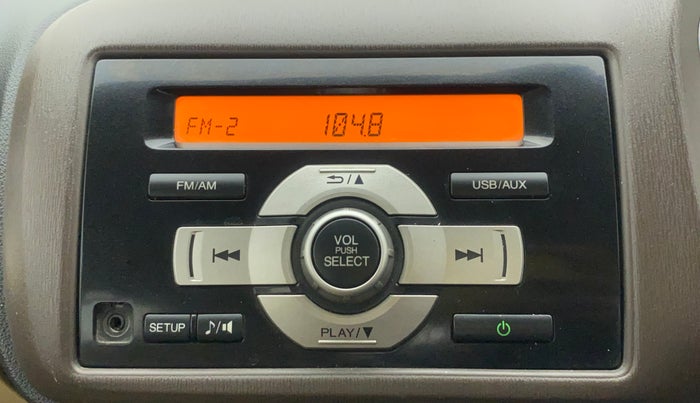 FM-2 104.8
FM/AM USB/AUX
VOL
PUSH
SELECT
SETUP
PLAY/